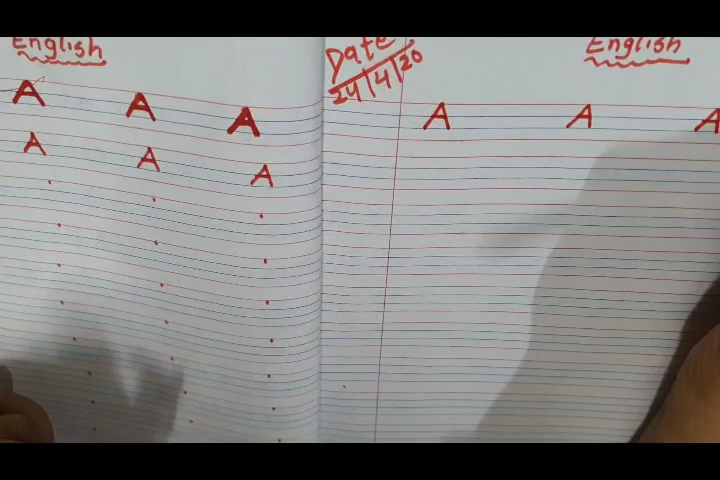 English
A A A
A A A
Date
24/4/20
English
A A A